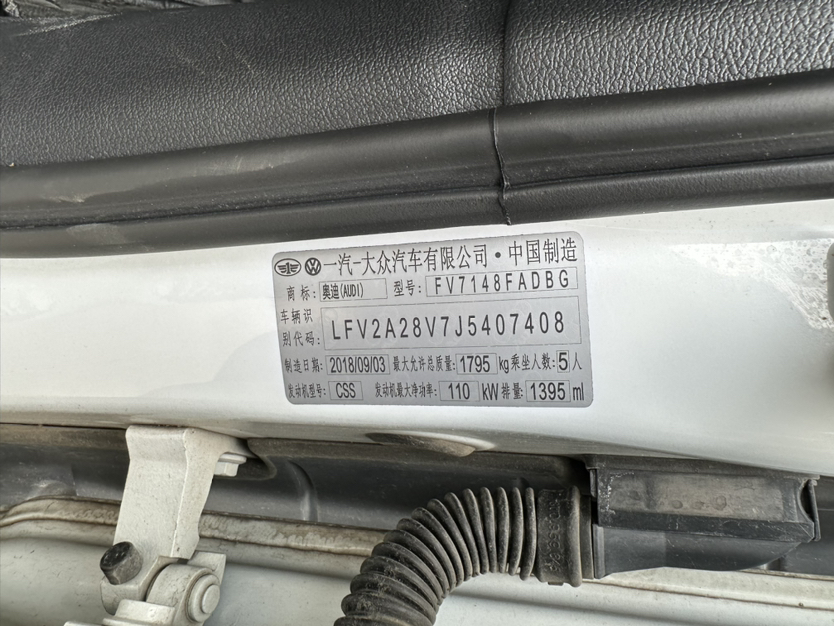 一汽-大众汽车有限公司·中国制造
商标: 奥迪(AUDI) 型号: FV7148FADBG
车辆识
别代码: LFV2A28V7J5407408
制造日期: 2018/09/03 最大允许总质量: 1795 kg 乘坐人数: 5人
发动机型号: CSS 发动机最大净功率: 110 kW 排量: 1395 ml